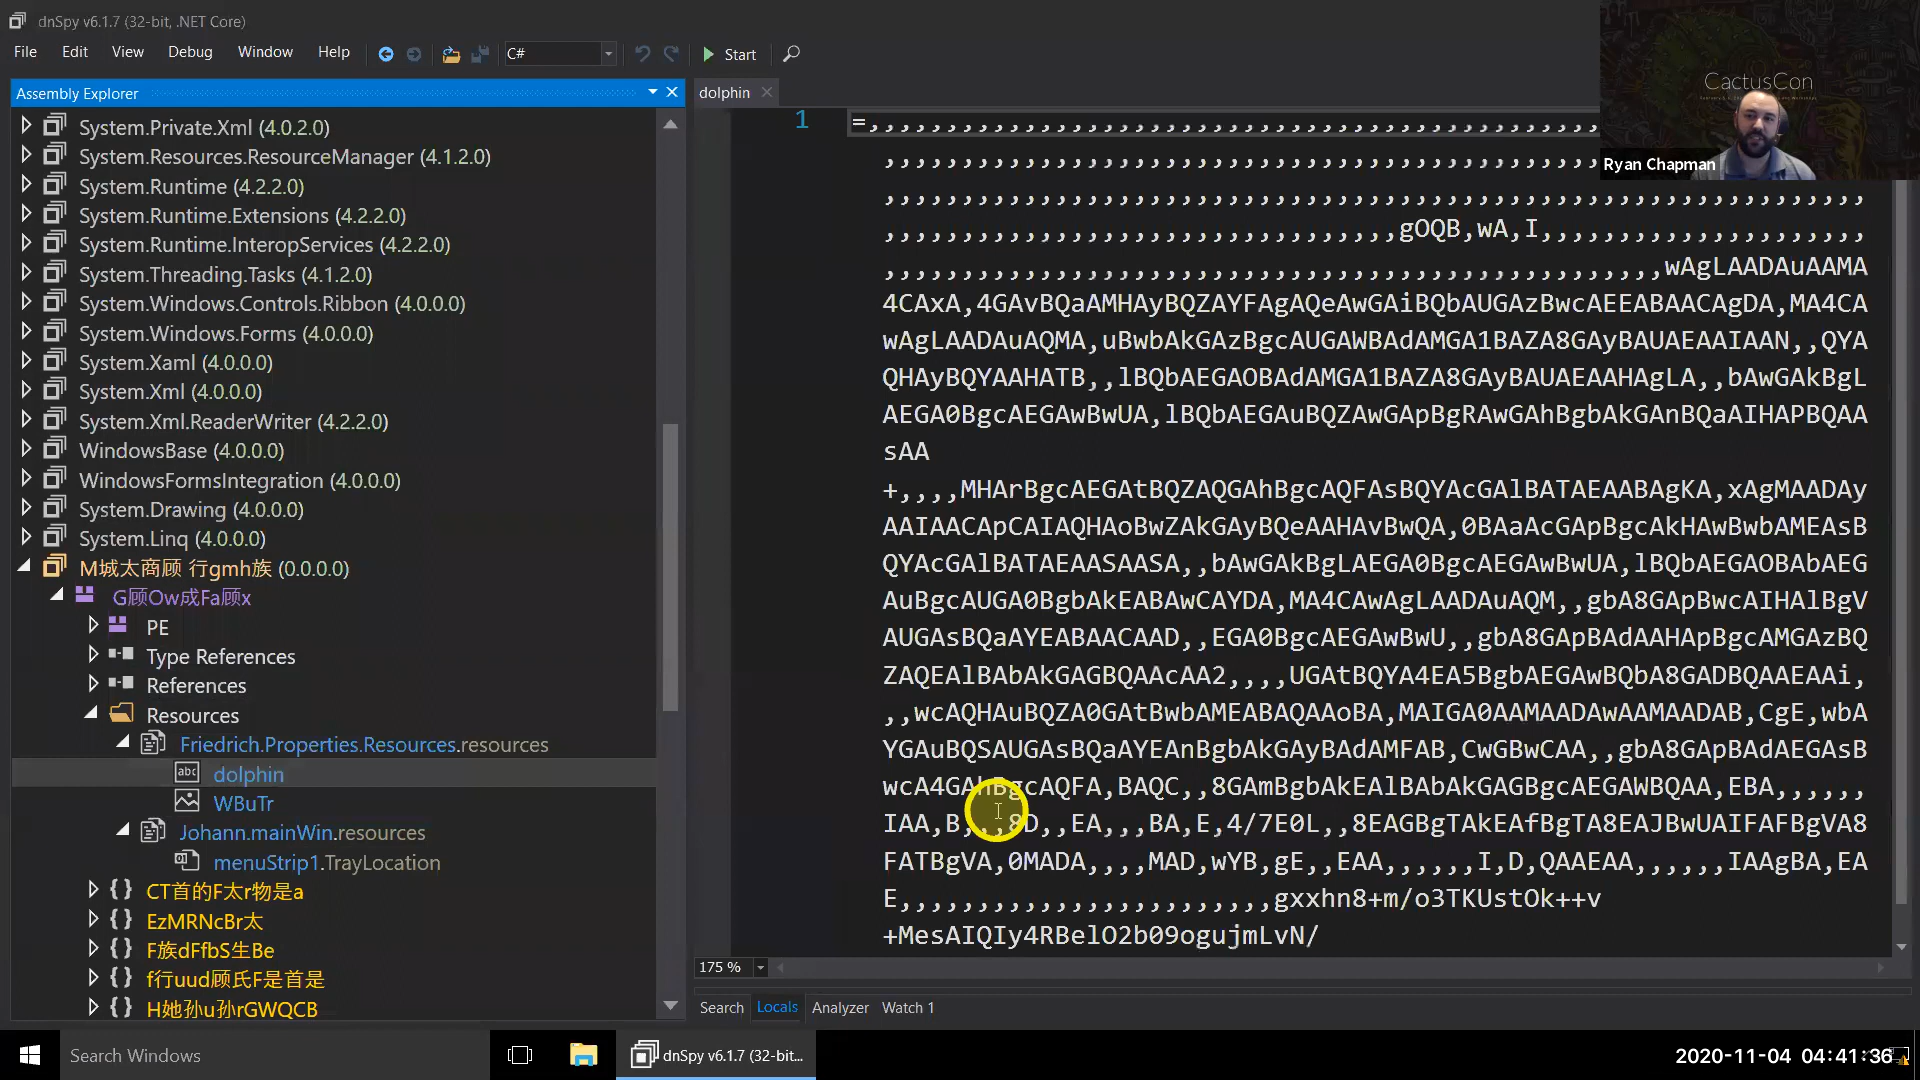 dnSpy v6.1.7 (32-bit, .NET Core)
File Edit View Debug Window Help C# Start
CactusCon
Ryan Chapman
Assembly Explorer
System.Private.Xml (4.0.2.0)
System.Resources.ResourceManager (4.1.2.0)
System.Runtime (4.2.2.0)
System.Runtime.Extensions (4.2.2.0)
System.Runtime.InteropServices (4.2.2.0)
System.Threading.Tasks (4.1.2.0)
System.Windows.Controls.Ribbon (4.0.0.0)
System.Windows.Forms (4.0.0.0)
System.Xaml (4.0.0.0)
System.Xml (4.0.0.0)
System.Xml.ReaderWriter (4.2.2.0)
WindowsBase (4.0.0.0)
WindowsFormsIntegration (4.0.0.0)
System.Drawing (4.0.0.0)
System.Linq (4.0.0.0)
M城太商顾 行gmh族 (0.0.0.0)
G顾Ow成Fa顾x
PE
Type References
References
Resources
Friedrich.Properties.Resources.resources
dolphin
WBuTr
Johann.mainWin.resources
menuStrip1.TrayLocation
CT首的F太r物是a
EzMRNcBr太
F族dFfbS生Be
f行uud顾氏F是首是
H她孙u孙rGWQCB
dolphin
1
gOQB,wA,I
wAgLAADAuAAMA
4CAxA,4GAvBQaAMHAyBQZAYFAgAQeAwGAiBQbAUGAzBwcAEEABAACAgDA,MA4CA
wAgLAADAuAQMA,uBwbAkGAzBgcAUGAWBAdAMGA1BAZA8GAyBAUAEAAIAAN,,QYA
QHAyBQYAAHATB,,lBQbAEGAOBAdAMGA1BAZA8GAyBAUAEAAHAgLA,,bAwGAkBgL
AEGA0BgcAEGAwBwUA,lBQbAEGAuBQZAwGApBgRAwGAhBgbAkGAnBQaAIHAPBQAA
sAA
+,,,,MHArBgcAEGAtBQZAQGAhBgcAQFAsBQYAcGAlBATAEAABAgKA,xAgMAADAy
AAIAACApCAIAQHAoBwZAkGAyBQeAAHAvBwQA,0BAaAcGApBgcAkHAwBwbAMEAsB
QYAcGAlBATAEAASAASA,,bAwGAkBgLAEGA0BgcAEGAwBwUA,lBQbAEGAOBAbAEG
AuBgcAUGA0BgbAkEABAwCAYDA,MA4CAwAgLAADAuAQM,,gbA8GApBwcAIHAlBgV
AUGAsBQaAYEABAACAAD,,EGA0BgcAEGAwBwU,,gbA8GApBAdAAHApBgcAMGAzBQ
ZAQEAlBAbAkGAGBQAAcAA2,,,,UGAtBQYA4EA5BgbAEGAwBQbA8GADBQAAEAAi,
,,wcAQHAuBQZA0GAtBwbAMEABAQAAoBA,MAIGA0AAMAADAwAAMAADAB,CgE,wbA
YGAuBQSAUGAsBQaAYEAnBgbAkGAyBAdAMFAB,CwGBwCAA,,gbA8GApBAdAEGAsB
wcA4GAhBgcAQFA,BAQC,,8GAmBgbAkEAlBAbAkGAGBgcAEGAWBQAA,EBA,,,,,,
IAA,B,,,8D,,EA,,,BA,E,4/7E0L,,8EAGBgTAkEAfBgTA8EAJBwUAIFAFBgVA8
FATBgVA,0MADA,,,,MAD,wYB,gE,,EAA,,,,,,I,D,QAAEAA,,,,,,IAAgBA,EA
E,,,,,,,,,,,,,,,,,,,,,,,,gxxhn8+m/o3TKUstOk++v
+MesAIQIy4RBelO2b09ogujmLvN/
175 %
Search Locals Analyzer Watch 1
Search Windows
dnSpy v6.1.7 (32-bit...
2020-11-04 04:41:36